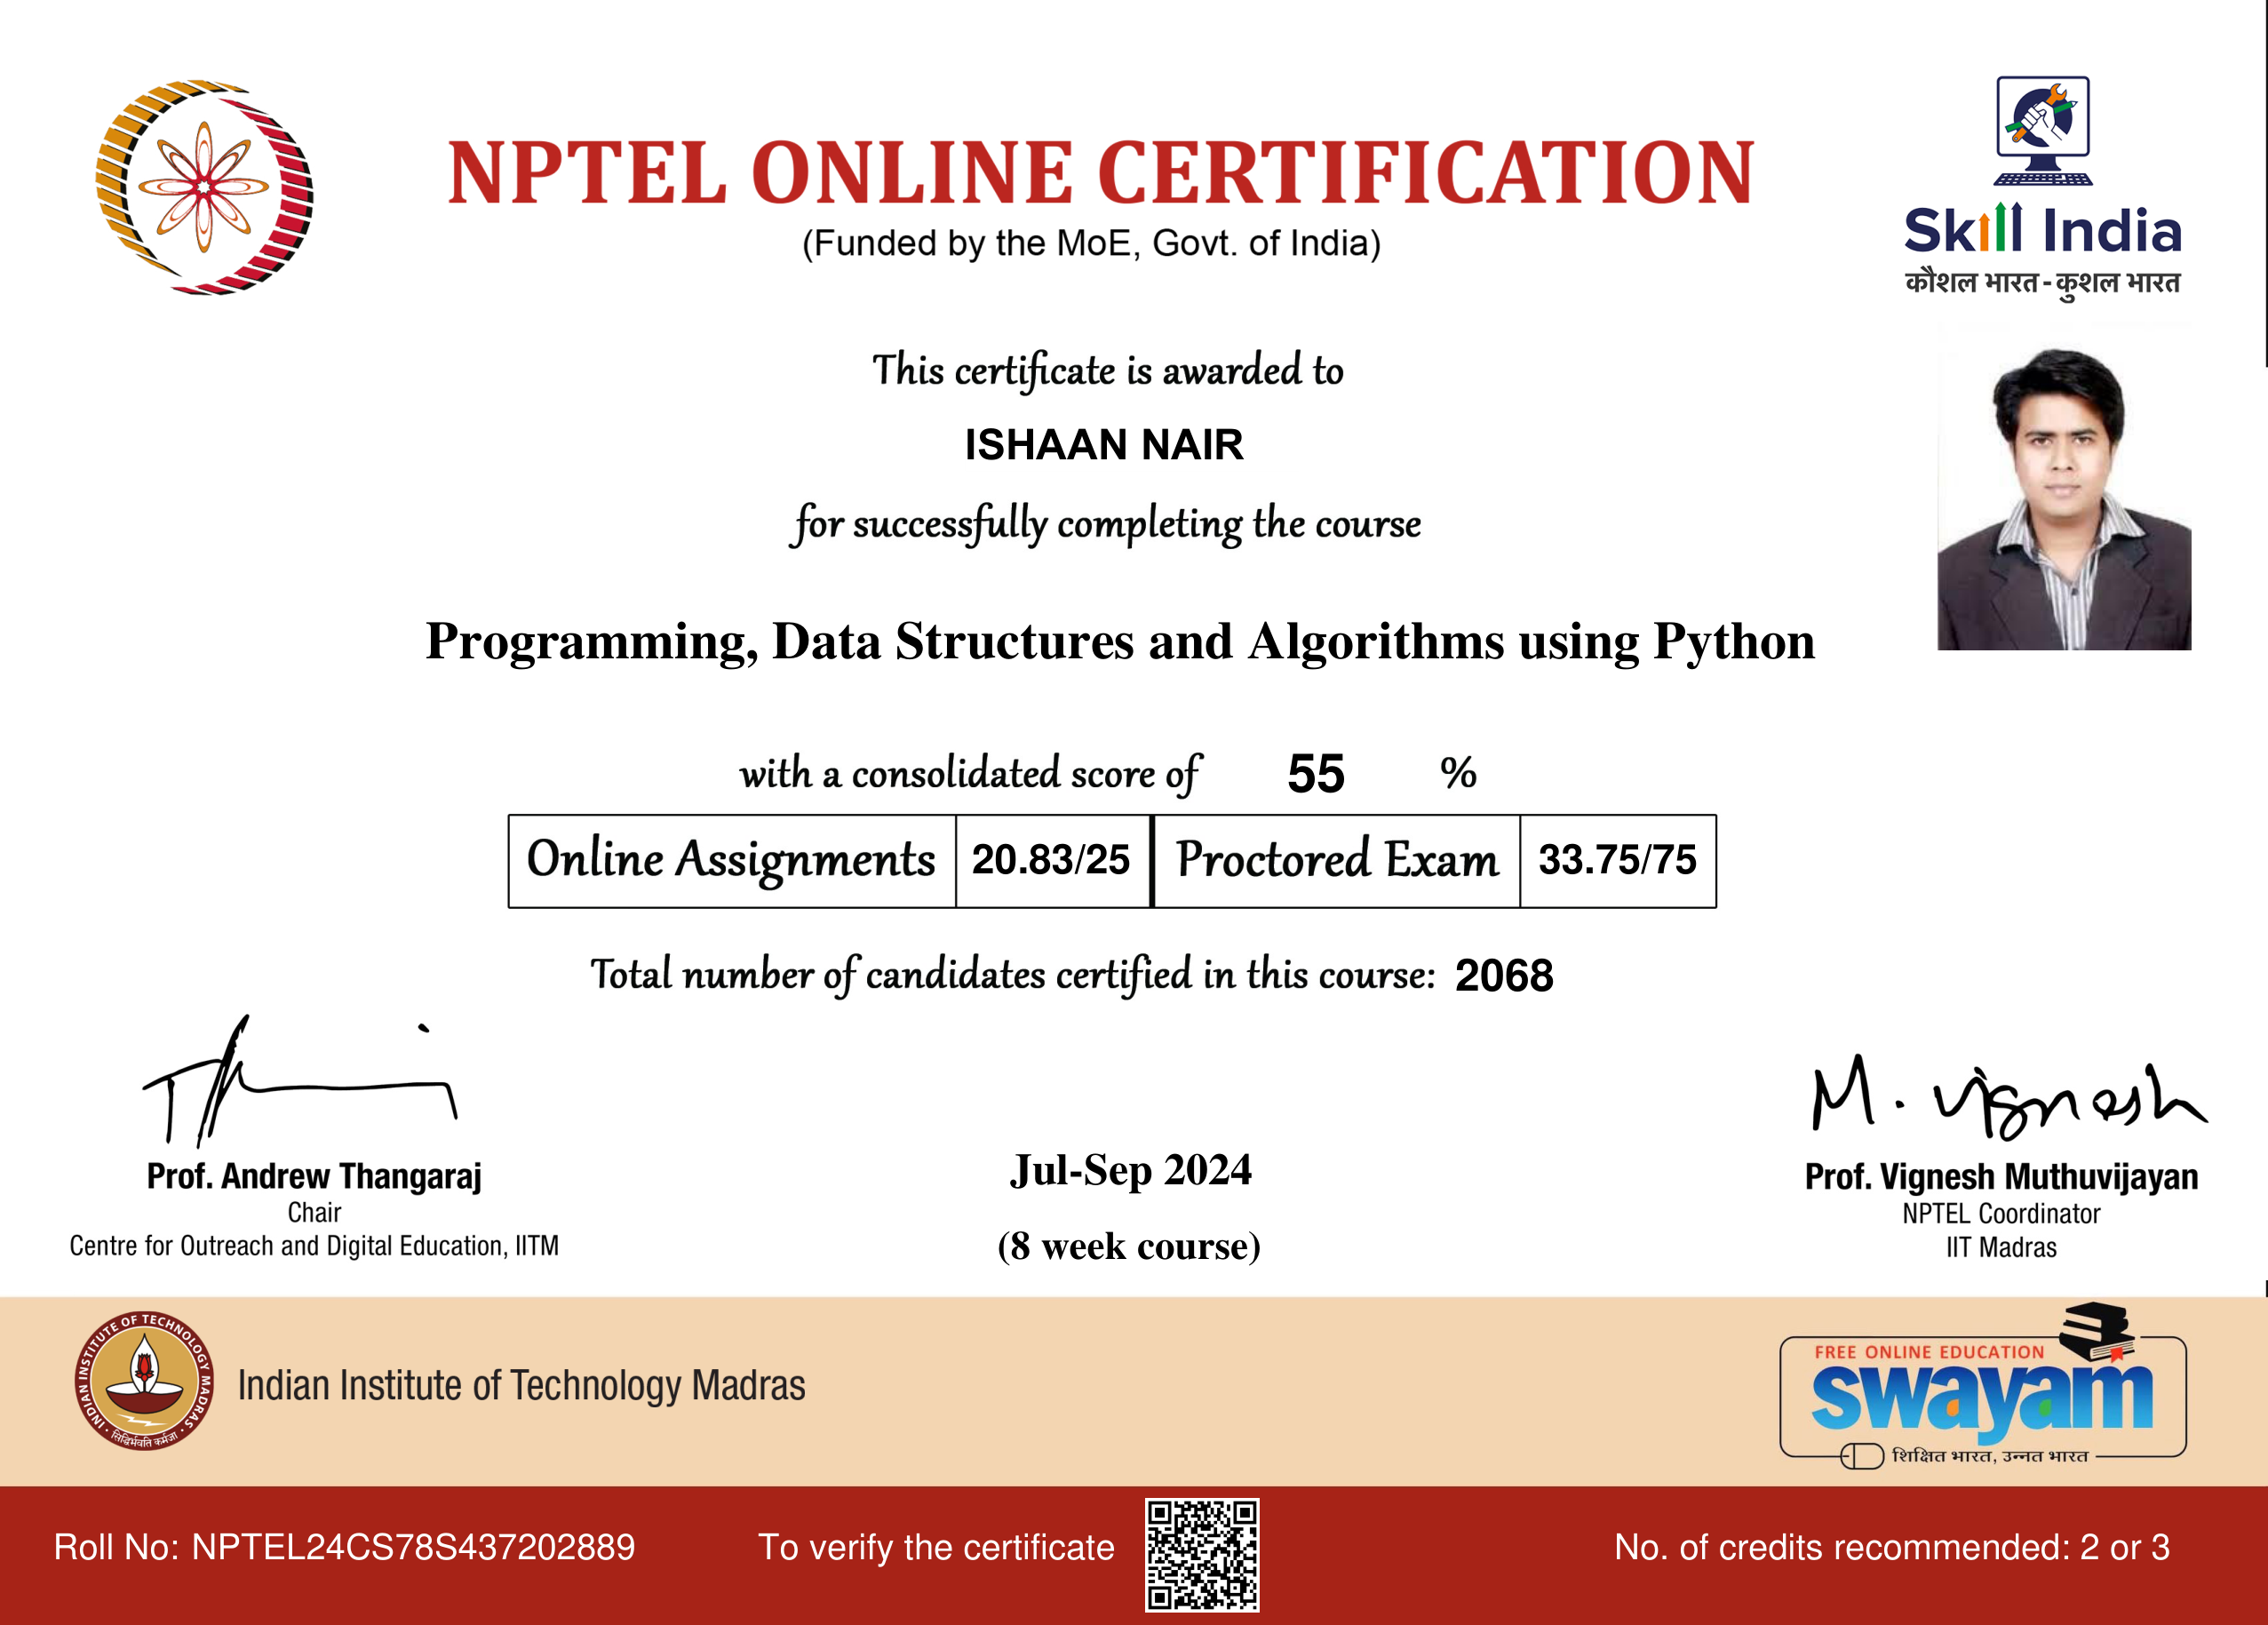 NPTEL ONLINE CERTIFICATION
(Funded by the MoE, Govt. of India)
Skill India
कौशल भारत - कुशल भारत
This certificate is awarded to
ISHAAN NAIR
for successfully completing the course
Programming, Data Structures and Algorithms using Python
with a consolidated score of 55 %
Online Assignments 20.83/25 Proctored Exam 33.75/75
Total number of candidates certified in this course: 2068
M. Vignesh
Prof. Andrew Thangaraj
Chair
Centre for Outreach and Digital Education, IITM
Jul-Sep 2024
(8 week course)
Prof. Vignesh Muthuvijayan
NPTEL Coordinator
IIT Madras
INDIAN INSTITUTE OF TECHNOLOGY MADRAS
सिद्धिर्भवति कर्मजा
Indian Institute of Technology Madras
FREE ONLINE EDUCATION
swayam
शिक्षित भारत, उन्नत भारत
Roll No: NPTEL24CS78S437202889
To verify the certificate
No. of credits recommended: 2 or 3